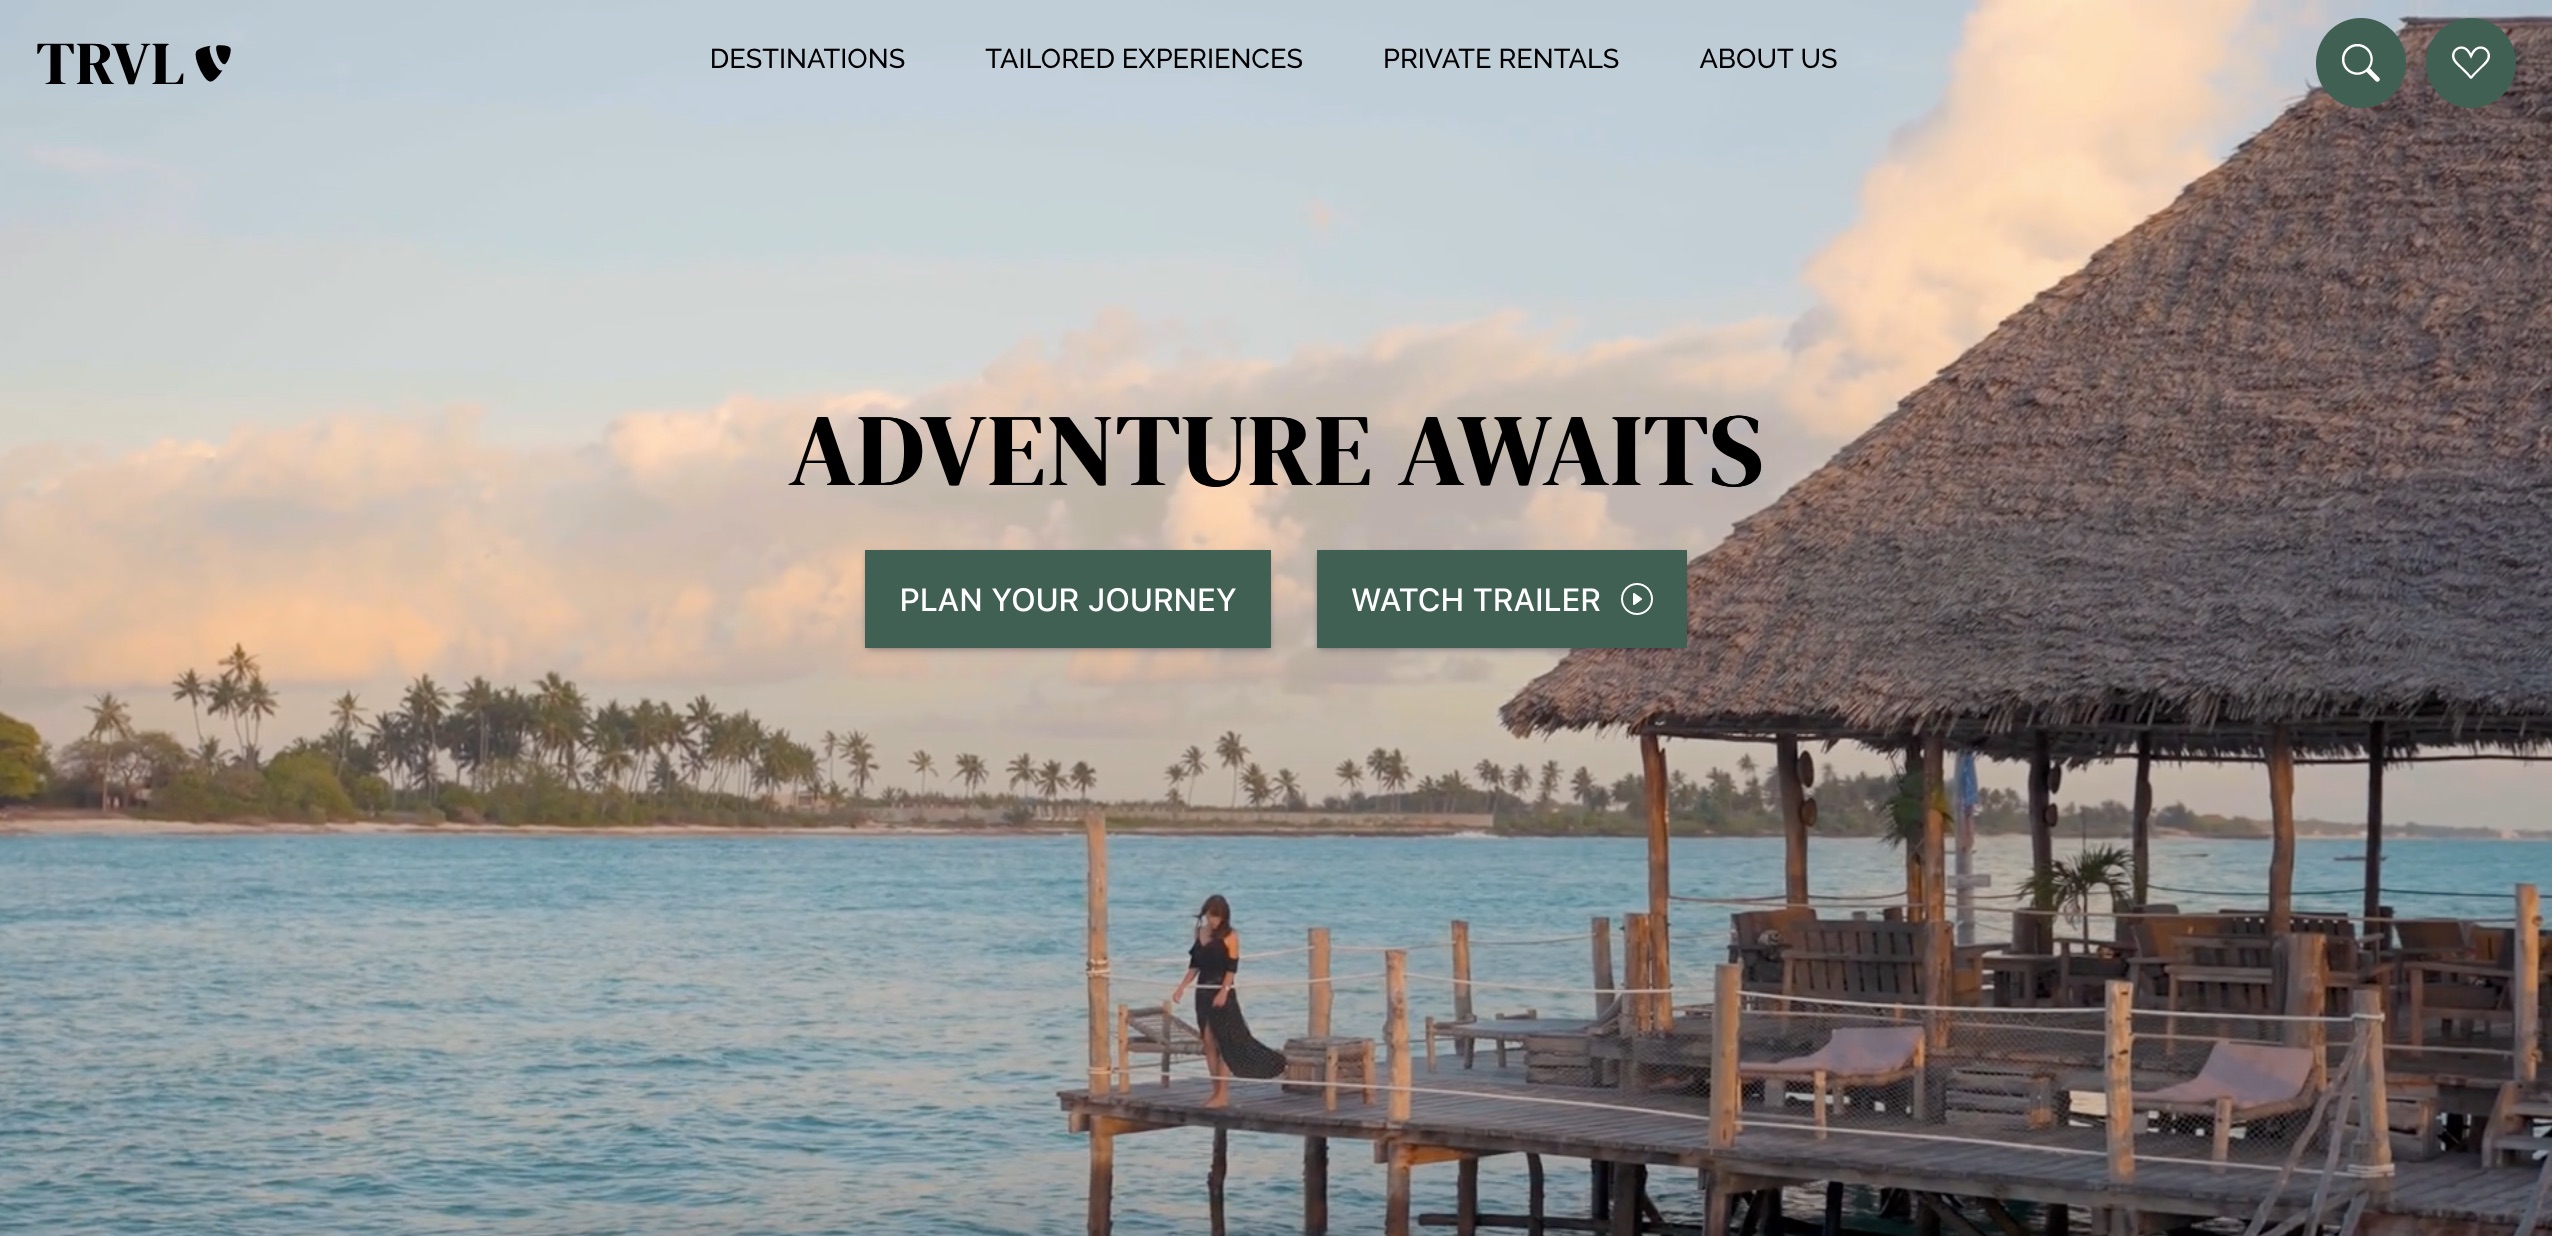 TRVL
DESTINATIONS
TAILORED EXPERIENCES
PRIVATE RENTALS
ABOUT US
ADVENTURE AWAITS
PLAN YOUR JOURNEY
WATCH TRAILER